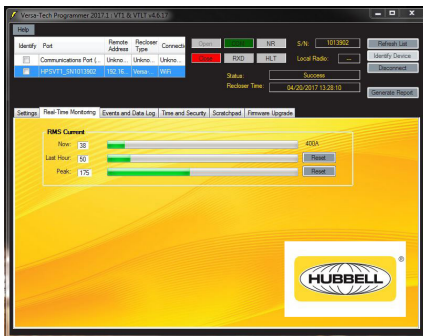 Versa-Tech Programmer 2017.1 : VT1 & VTLT v4.6.17
Help
Identify Port Remote Address Recloser Type Connecti
Communications Port (... Unkno... Unkno... Unkno...
HPSVT1_SN1013902 192.16... Versa-... WiFi
Open NR S/N: 1013902 Refresh List
Close RXD HLT Local Radio: --- Identify Device
Status: Success Disconnect
Recloser Time: 04/20/2017 13:28:10 Generate Report
Settings Real-Time Monitoring Events and Data Log Time and Security Scratchpad Firmware Upgrade
RMS Current
Now: 38 400A
Last Hour: 50 Reset
Peak: 175 Reset
HUBBELL ®